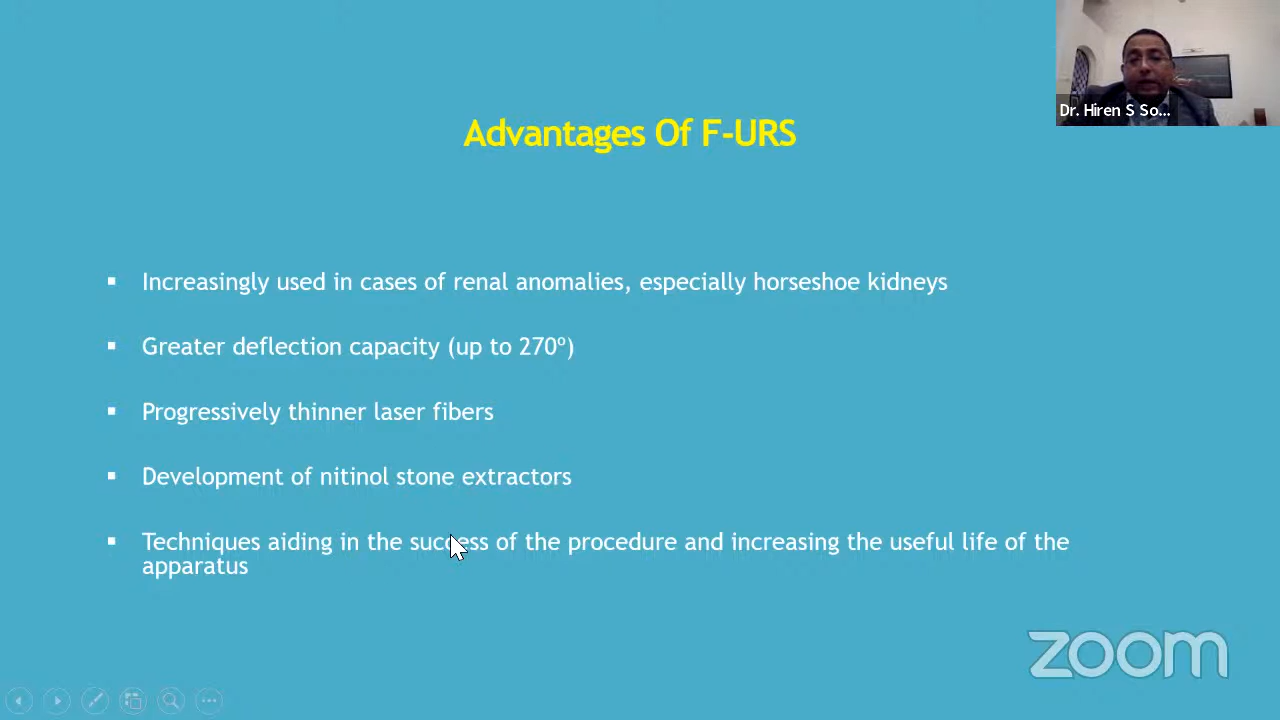 Dr. Hiren S So...
Advantages Of F-URS
▪ Increasingly used in cases of renal anomalies, especially horseshoe kidneys
▪ Greater deflection capacity (up to 270º)
▪ Progressively thinner laser fibers
▪ Development of nitinol stone extractors
▪ Techniques aiding in the success of the procedure and increasing the useful life of the
apparatus
zoom